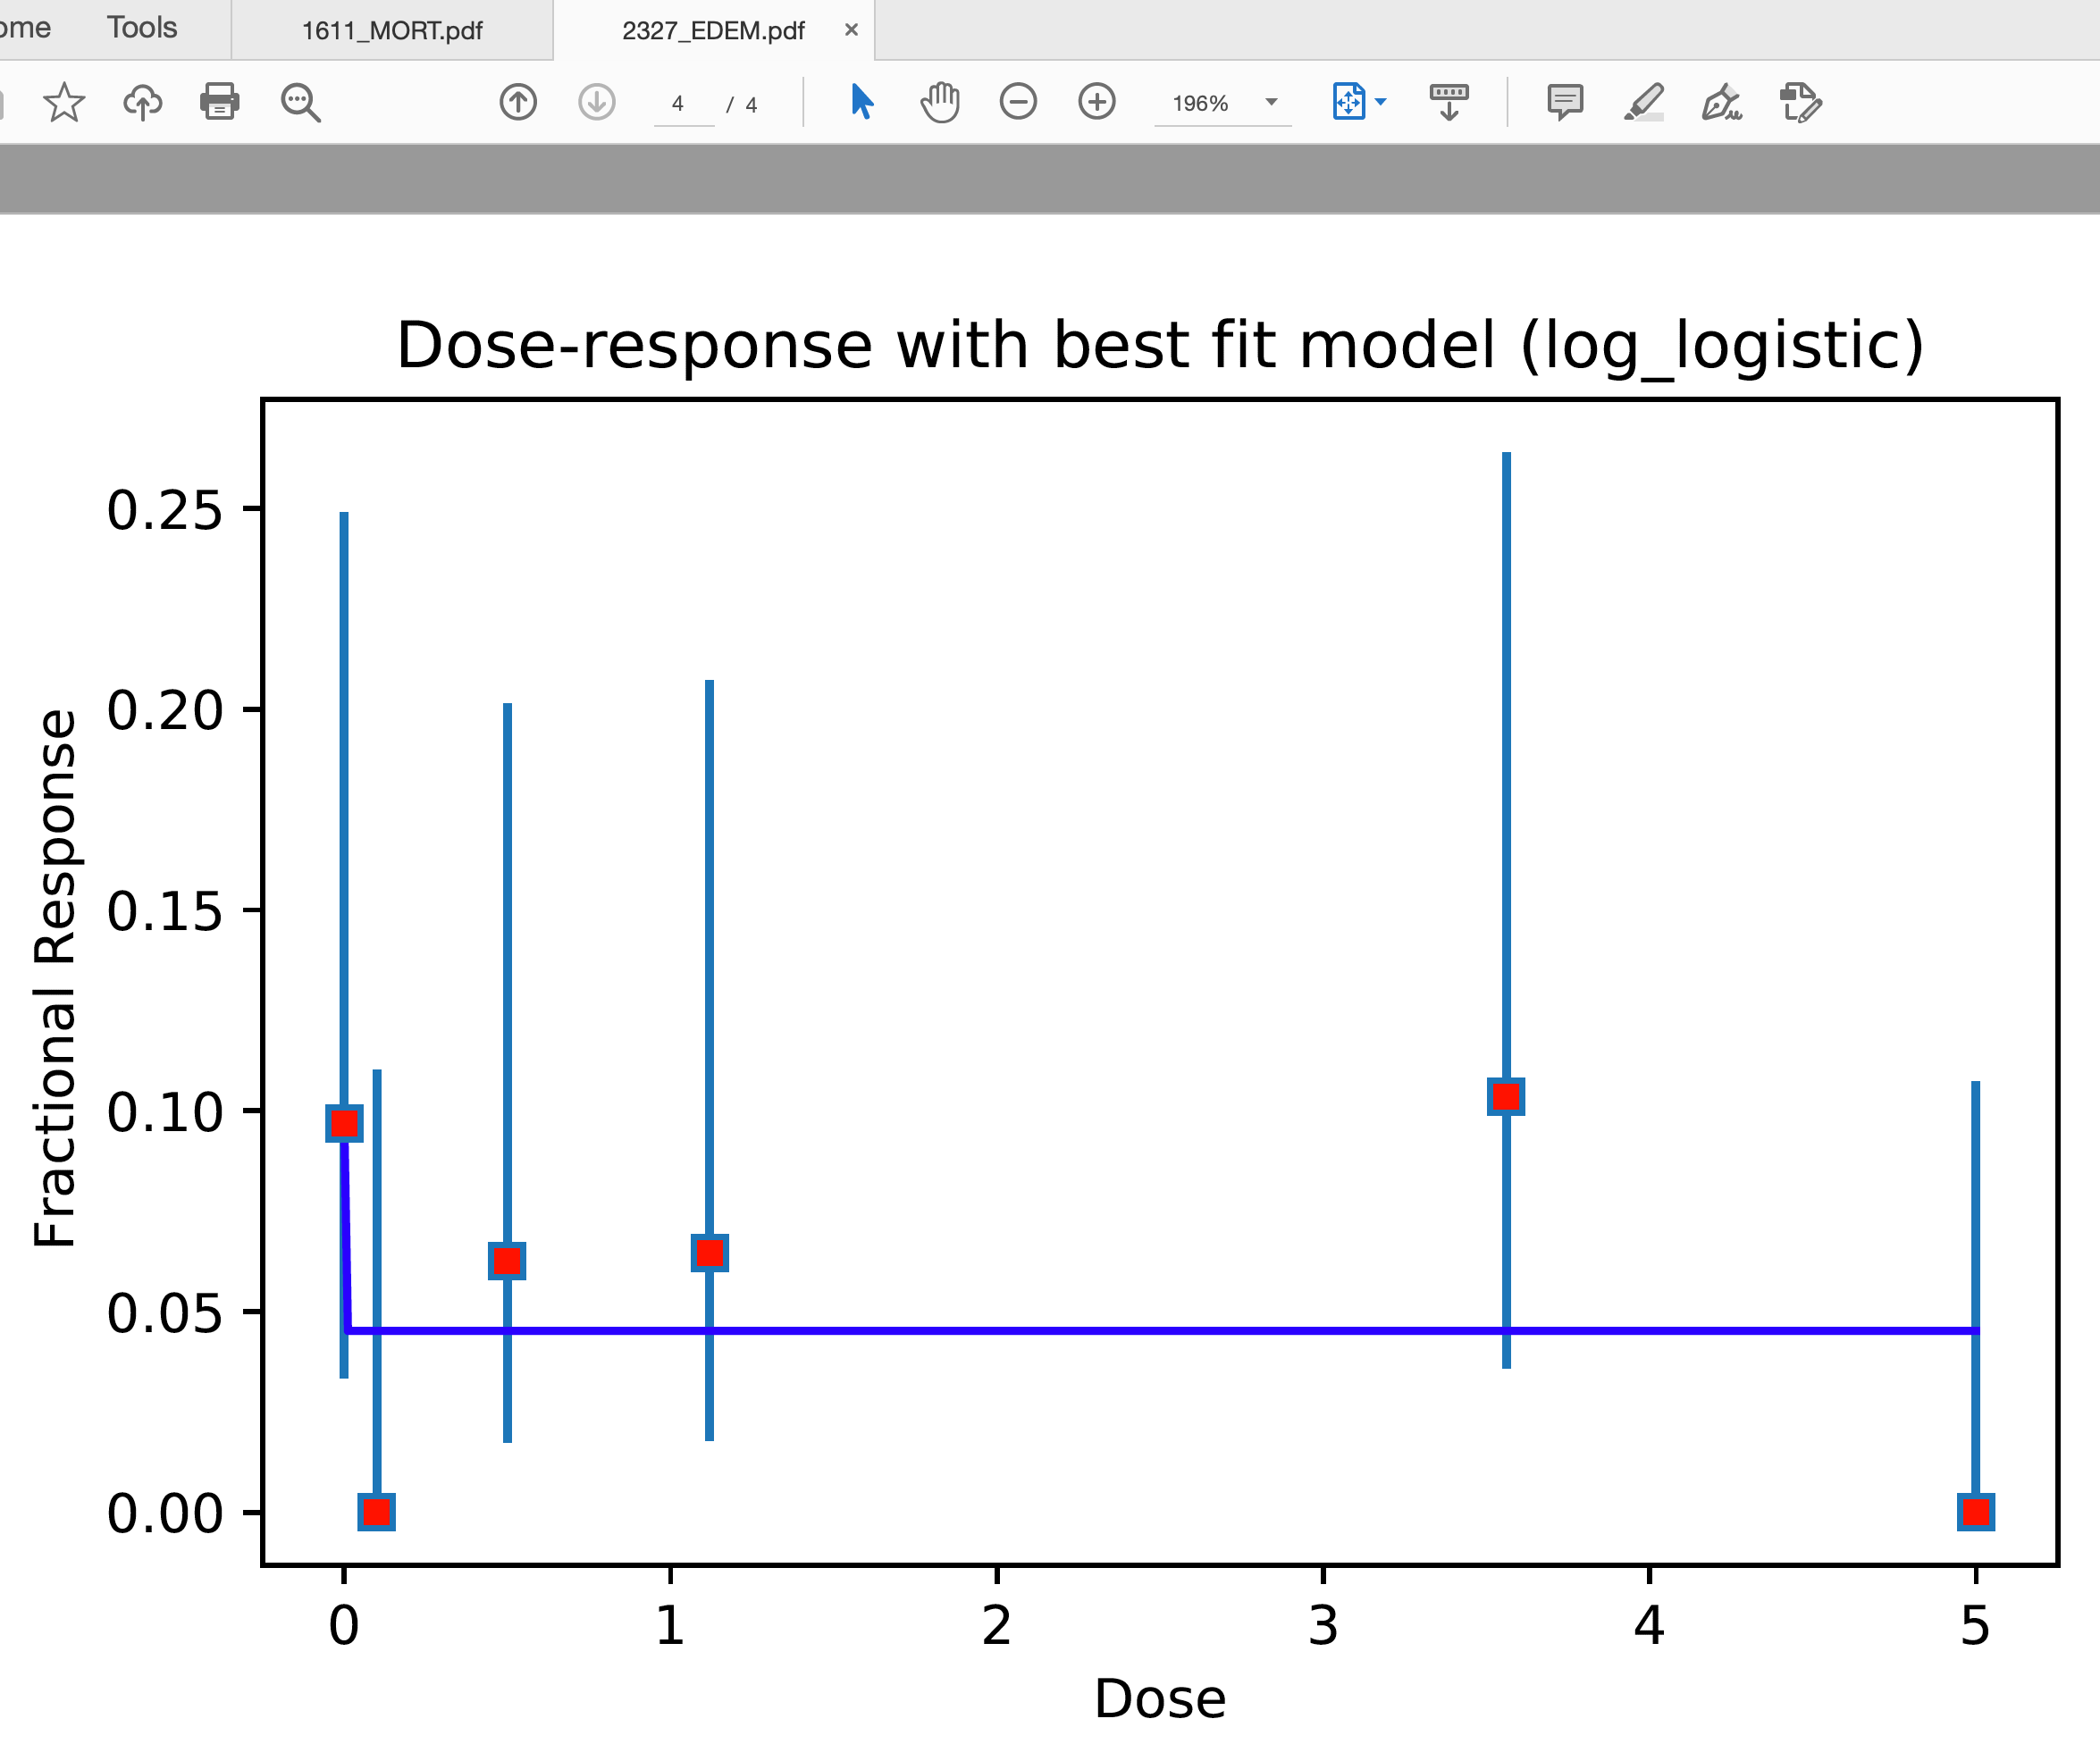 ome Tools 1611_MORT.pdf 2327_EDEM.pdf ×
4 / 4 196%
Dose-response with best fit model (log_logistic)
Fractional Response
0.25
0.20
0.15
0.10
0.05
0.00
0 1 2 3 4 5
Dose